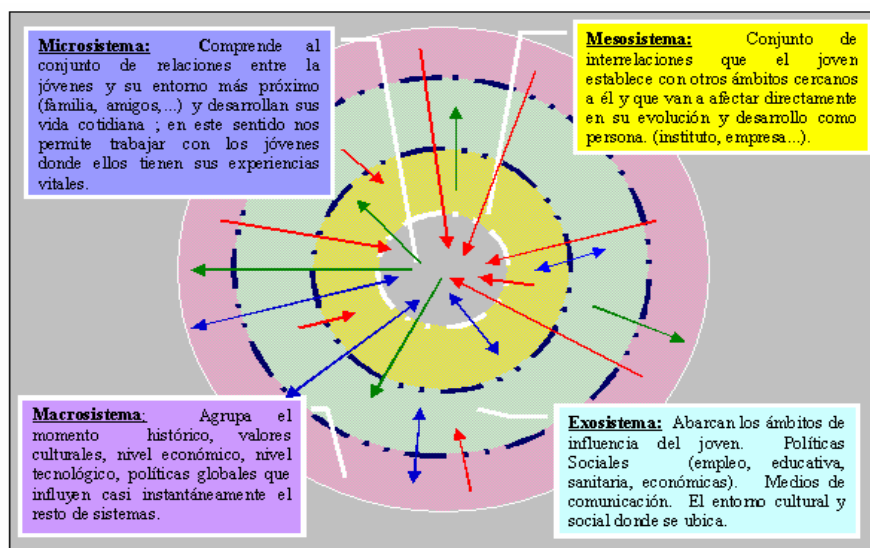 Microsistema: Comprende al
conjunto de relaciones entre la
jóvenes y su entorno más próximo
(familia, amigos,...) y desarrollan sus
vida cotidiana ; en este sentido nos
permite trabajar con los jóvenes
donde ellos tienen sus experiencias
vitales.
Mesosistema: Conjunto de
interrelaciones que el joven
establece con otros ámbitos cercanos
a él y que van a afectar directamente
en su evolución y desarrollo como
persona. (instituto, empresa...).
Macrosistema: Agrupa el
momento histórico, valores
culturales, nivel económico, nivel
tecnológico, políticas globales que
influyen casi instantáneamente el
resto de sistemas.
Exosistema: Abarcan los ámbitos de
influencia del joven. Políticas
Sociales (empleo, educativa,
sanitaria, económicas). Medios de
comunicación. El entorno cultural y
social donde se ubica.